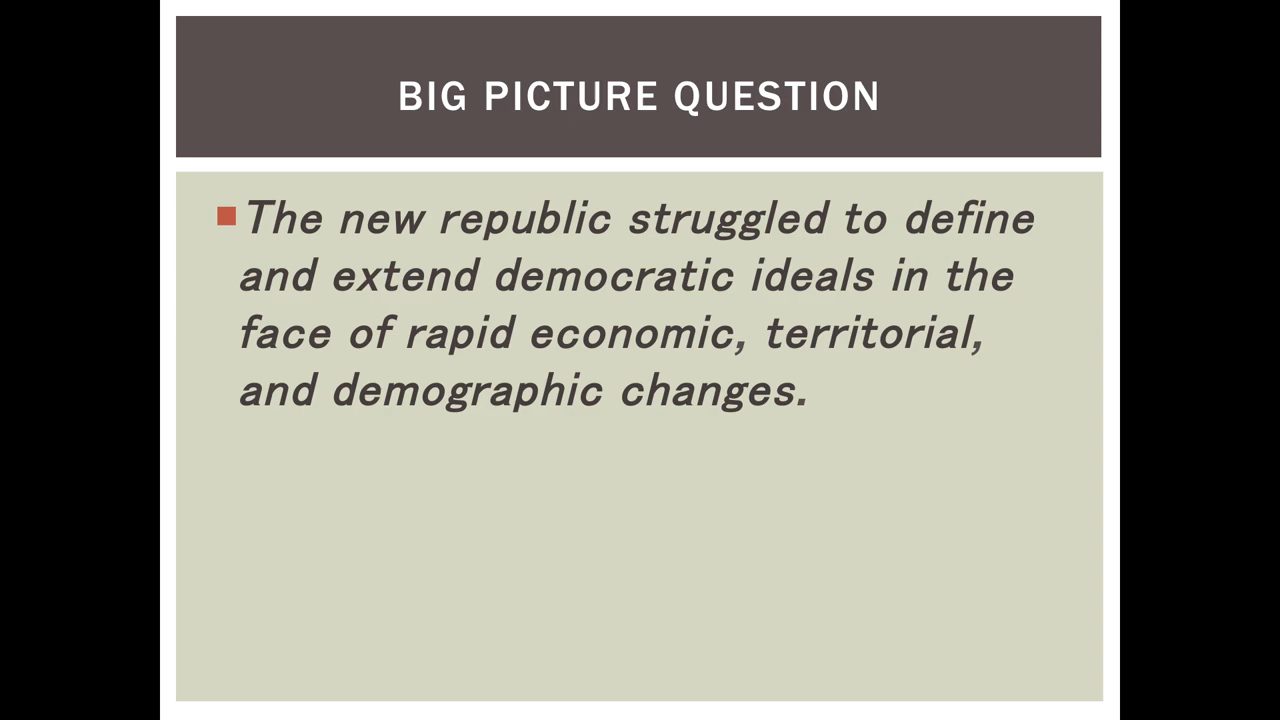 BIG PICTURE QUESTION
The new republic struggled to define
and extend democratic ideals in the
face of rapid economic, territorial,
and demographic changes.